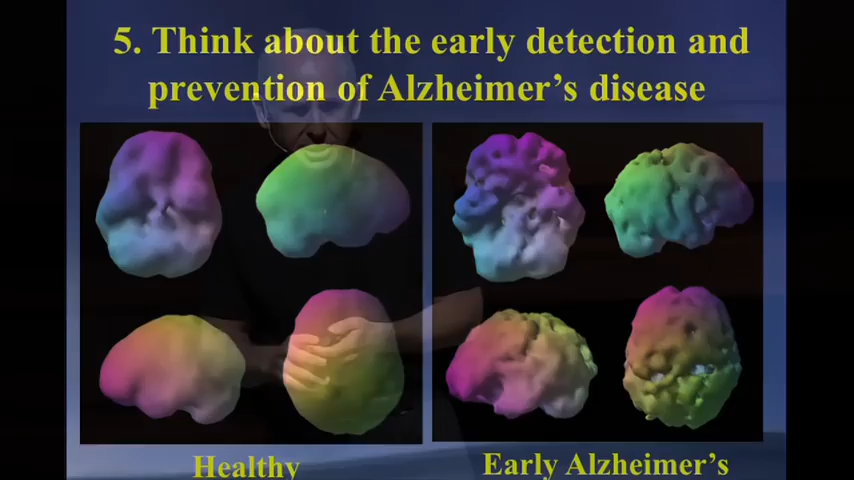 5. Think about the early detection and
prevention of Alzheimer's disease
Healthy
Early Alzheimer's